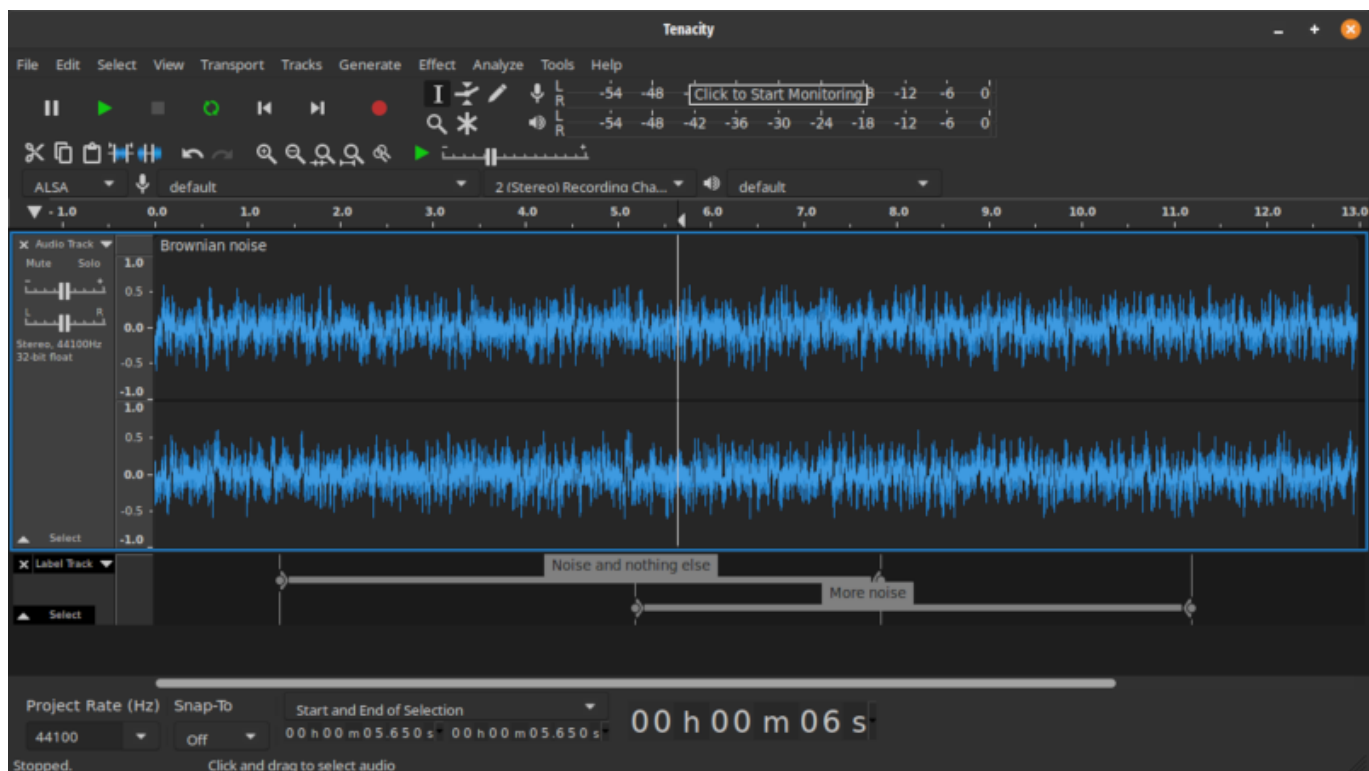 Tenacity
File Edit Select View Transport Tracks Generate Effect Analyze Tools Help
L -54 -48 Click to Start Monitoring -12 -6 0
R
L -54 -48 -42 -36 -30 -24 -18 -12 -6 0
R
ALSA default 2 (Stereo) Recording Cha... default
- 1.0 0.0 1.0 2.0 3.0 4.0 5.0 6.0 7.0 8.0 9.0 10.0 11.0 12.0 13.0
Audio Track Brownian noise
Mute Solo 1.0
- + 0.5
L R 0.0
Stereo, 44100Hz
32-bit float -0.5
-1.0
1.0
0.5
0.0
-0.5
Select -1.0
Label Track Noise and nothing else
More noise
Select
Project Rate (Hz) Snap-To Start and End of Selection
44100 Off 00 h 00 m 05.650 s 00 h 00 m 05.650 s 00 h 00 m 06 s
Stopped. Click and drag to select audio